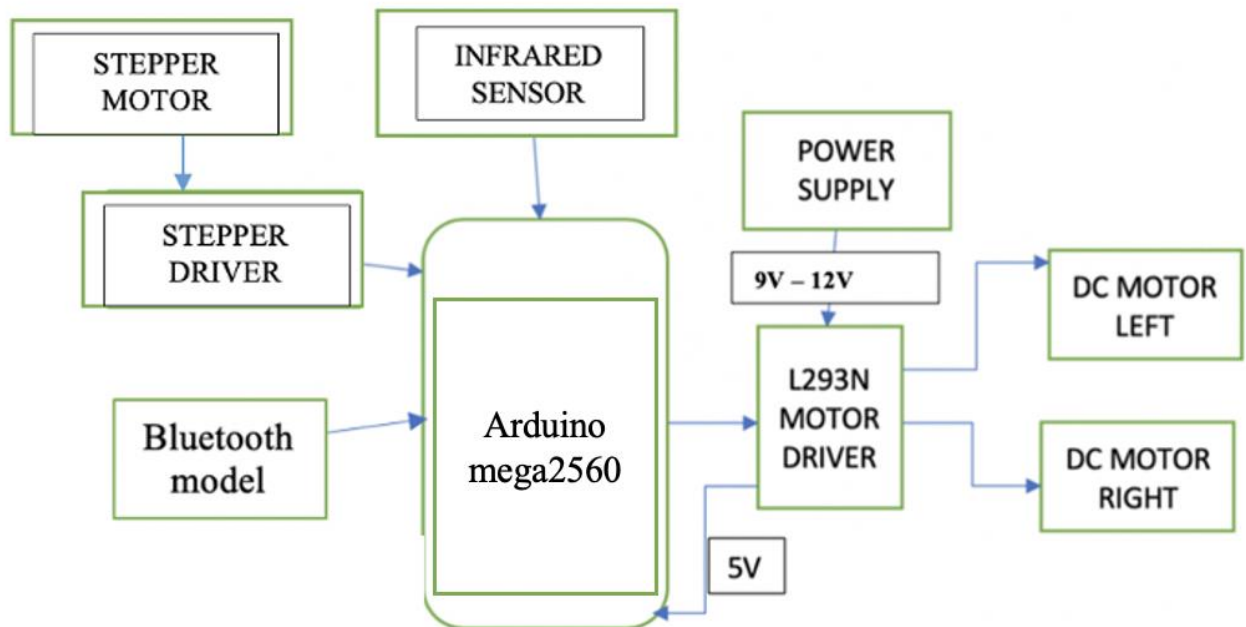 STEPPER
MOTOR
INFRARED
SENSOR
POWER
SUPPLY
STEPPER
DRIVER
9V – 12V
DC MOTOR
LEFT
L293N
MOTOR
DRIVER
Bluetooth
model
Arduino
mega2560
DC MOTOR
RIGHT
5V